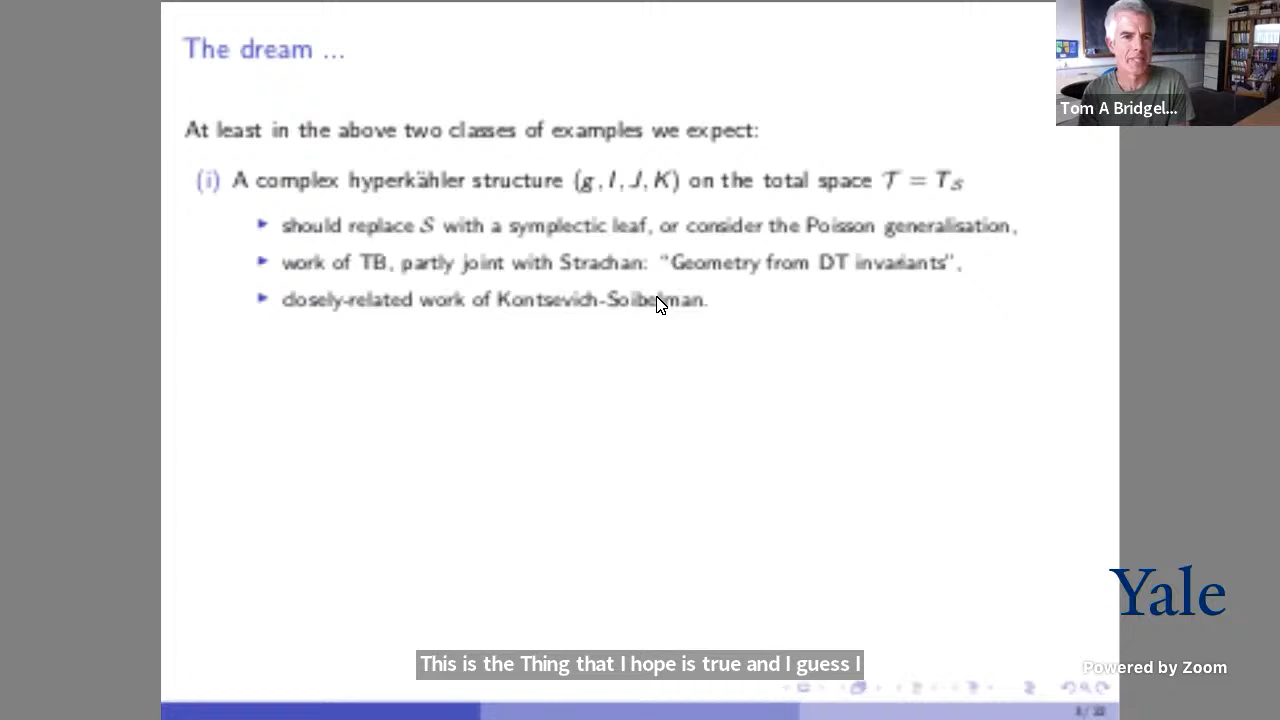 The dream ...
Tom A Bridgel...
At least in the above two classes of examples we expect:
(i) A complex hyperkähler structure (g, I, J, K) on the total space 𝒯 = T_𝒮
▶ should replace 𝒮 with a symplectic leaf, or consider the Poisson generalisation,
▶ work of TB, partly joint with Strachan: "Geometry from DT invariants",
▶ closely-related work of Kontsevich-Soibelman.
Yale
This is the Thing that I hope is true and I guess I
Powered by Zoom